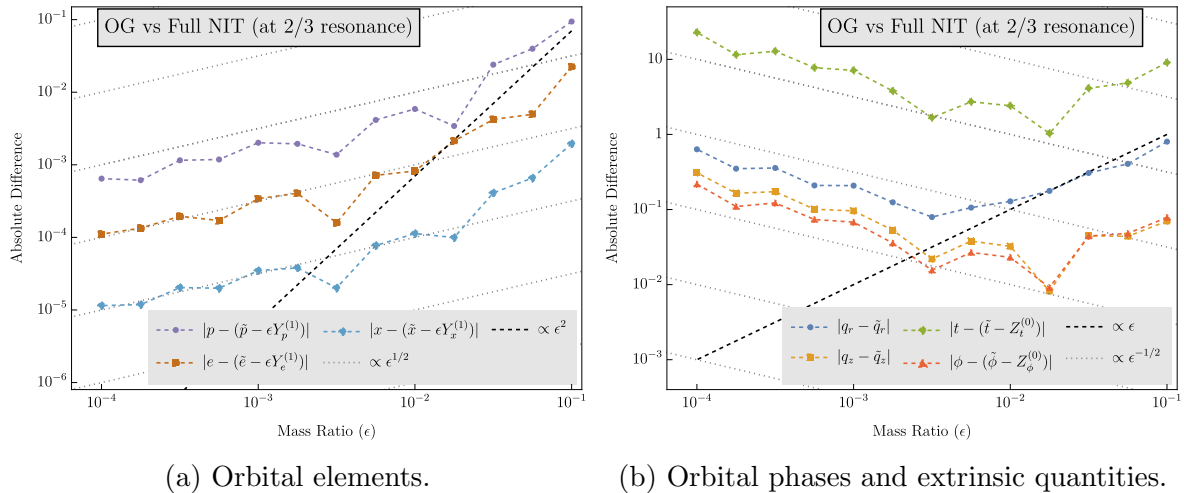 OG vs Full NIT (at 2/3 resonance)
10⁻¹
10⁻²
10⁻³
10⁻⁴
10⁻⁵
10⁻⁶
Absolute Difference
|p − (p̃ − ϵY_p^(1))|
|x − (x̃ − ϵY_x^(1))|
∝ ϵ²
|e − (ẽ − ϵY_e^(1))|
∝ ϵ^1/2
10⁻⁴
10⁻³
10⁻²
10⁻¹
Mass Ratio (ϵ)
(a) Orbital elements.
OG vs Full NIT (at 2/3 resonance)
10
1
10⁻¹
10⁻²
10⁻³
Absolute Difference
|q_r − q̃_r|
|t − (t̃ − Z_t^(0))|
∝ ϵ
|q_z − q̃_z|
|ϕ − (ϕ̃ − Z_ϕ^(0))|
∝ ϵ^−1/2
10⁻⁴
10⁻³
10⁻²
10⁻¹
Mass Ratio (ϵ)
(b) Orbital phases and extrinsic quantities.